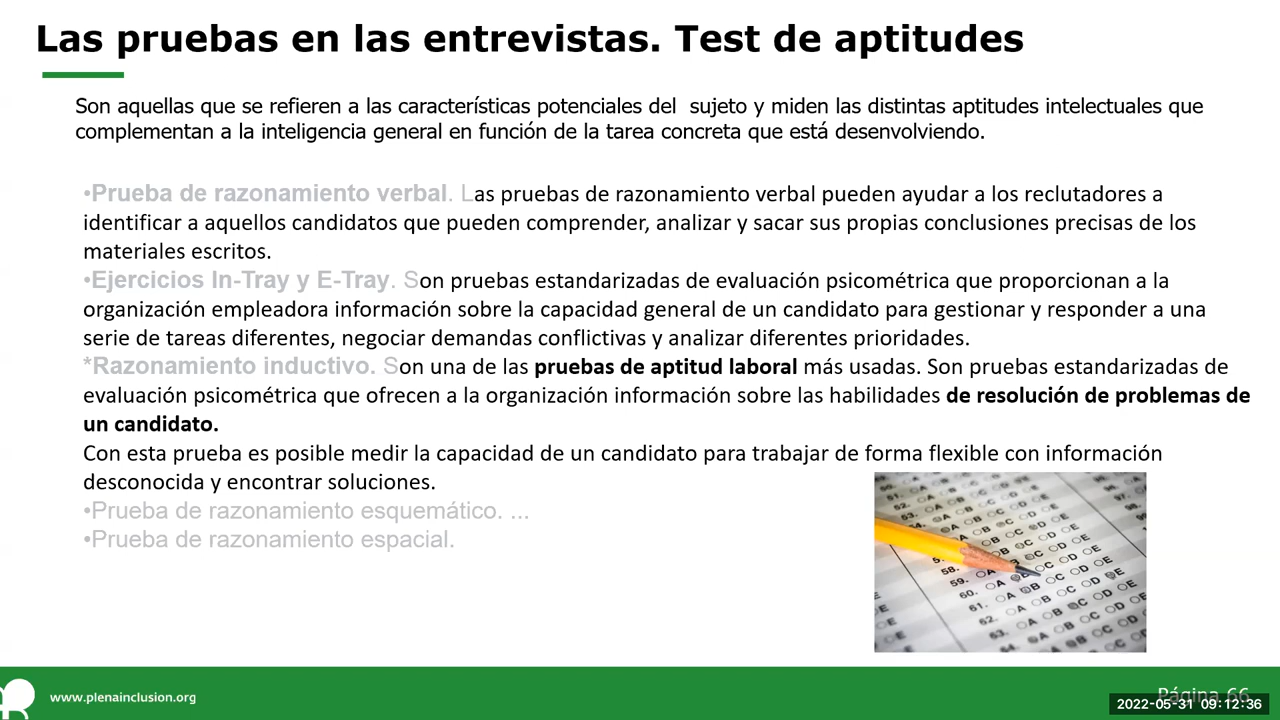 Las pruebas en las entrevistas. Test de aptitudes
Son aquellas que se refieren a las características potenciales del sujeto y miden las distintas aptitudes intelectuales que
complementan a la inteligencia general en función de la tarea concreta que está desenvolviendo.
•Prueba de razonamiento verbal. Las pruebas de razonamiento verbal pueden ayudar a los reclutadores a
identificar a aquellos candidatos que pueden comprender, analizar y sacar sus propias conclusiones precisas de los
materiales escritos.
•Ejercicios In-Tray y E-Tray. Son pruebas estandarizadas de evaluación psicométrica que proporcionan a la
organización empleadora información sobre la capacidad general de un candidato para gestionar y responder a una
serie de tareas diferentes, negociar demandas conflictivas y analizar diferentes prioridades.
*Razonamiento inductivo. Son una de las pruebas de aptitud laboral más usadas. Son pruebas estandarizadas de
evaluación psicométrica que ofrecen a la organización información sobre las habilidades de resolución de problemas de
un candidato.
Con esta prueba es posible medir la capacidad de un candidato para trabajar de forma flexible con información
desconocida y encontrar soluciones.
•Prueba de razonamiento esquemático. ...
•Prueba de razonamiento espacial.
www.plenainclusion.org
Página 66
2022-05-31 09:12:36